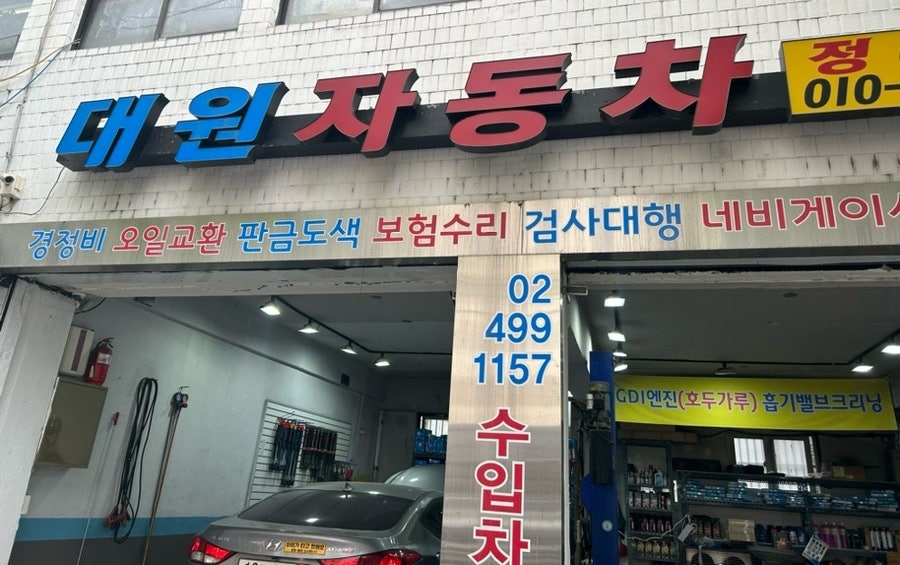 대원자동차
정
010-
경정비 오일교환 판금도색 보험수리 검사대행 네비게이
02
499
1157
수입차
GDI엔진(호두가루) 흡기밸브크리닝